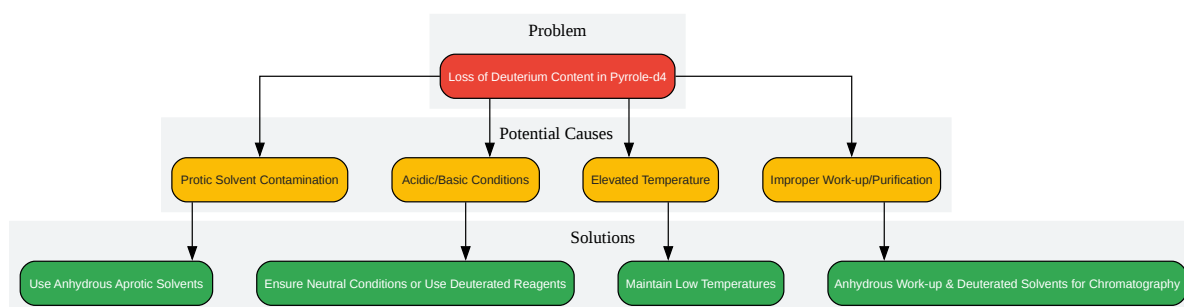 Problem
Loss of Deuterium Content in Pyrrole-d4
Potential Causes
Protic Solvent Contamination
Acidic/Basic Conditions
Elevated Temperature
Improper Work-up/Purification
Solutions
Use Anhydrous Aprotic Solvents
Ensure Neutral Conditions or Use Deuterated Reagents
Maintain Low Temperatures
Anhydrous Work-up & Deuterated Solvents for Chromatography